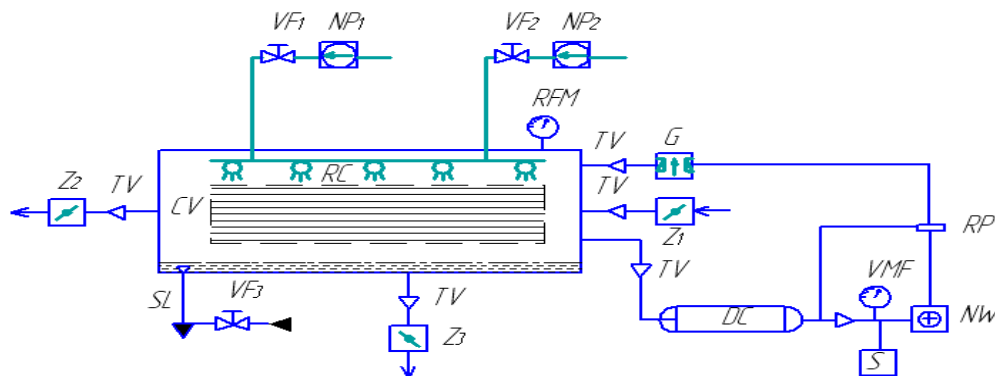 VF1 NP1 VF2 NP2
RFM
TV G
RC TV
Z2 TV CV Z1 RP
TV VMF
SL VF3 TV DC NW
Z3 S